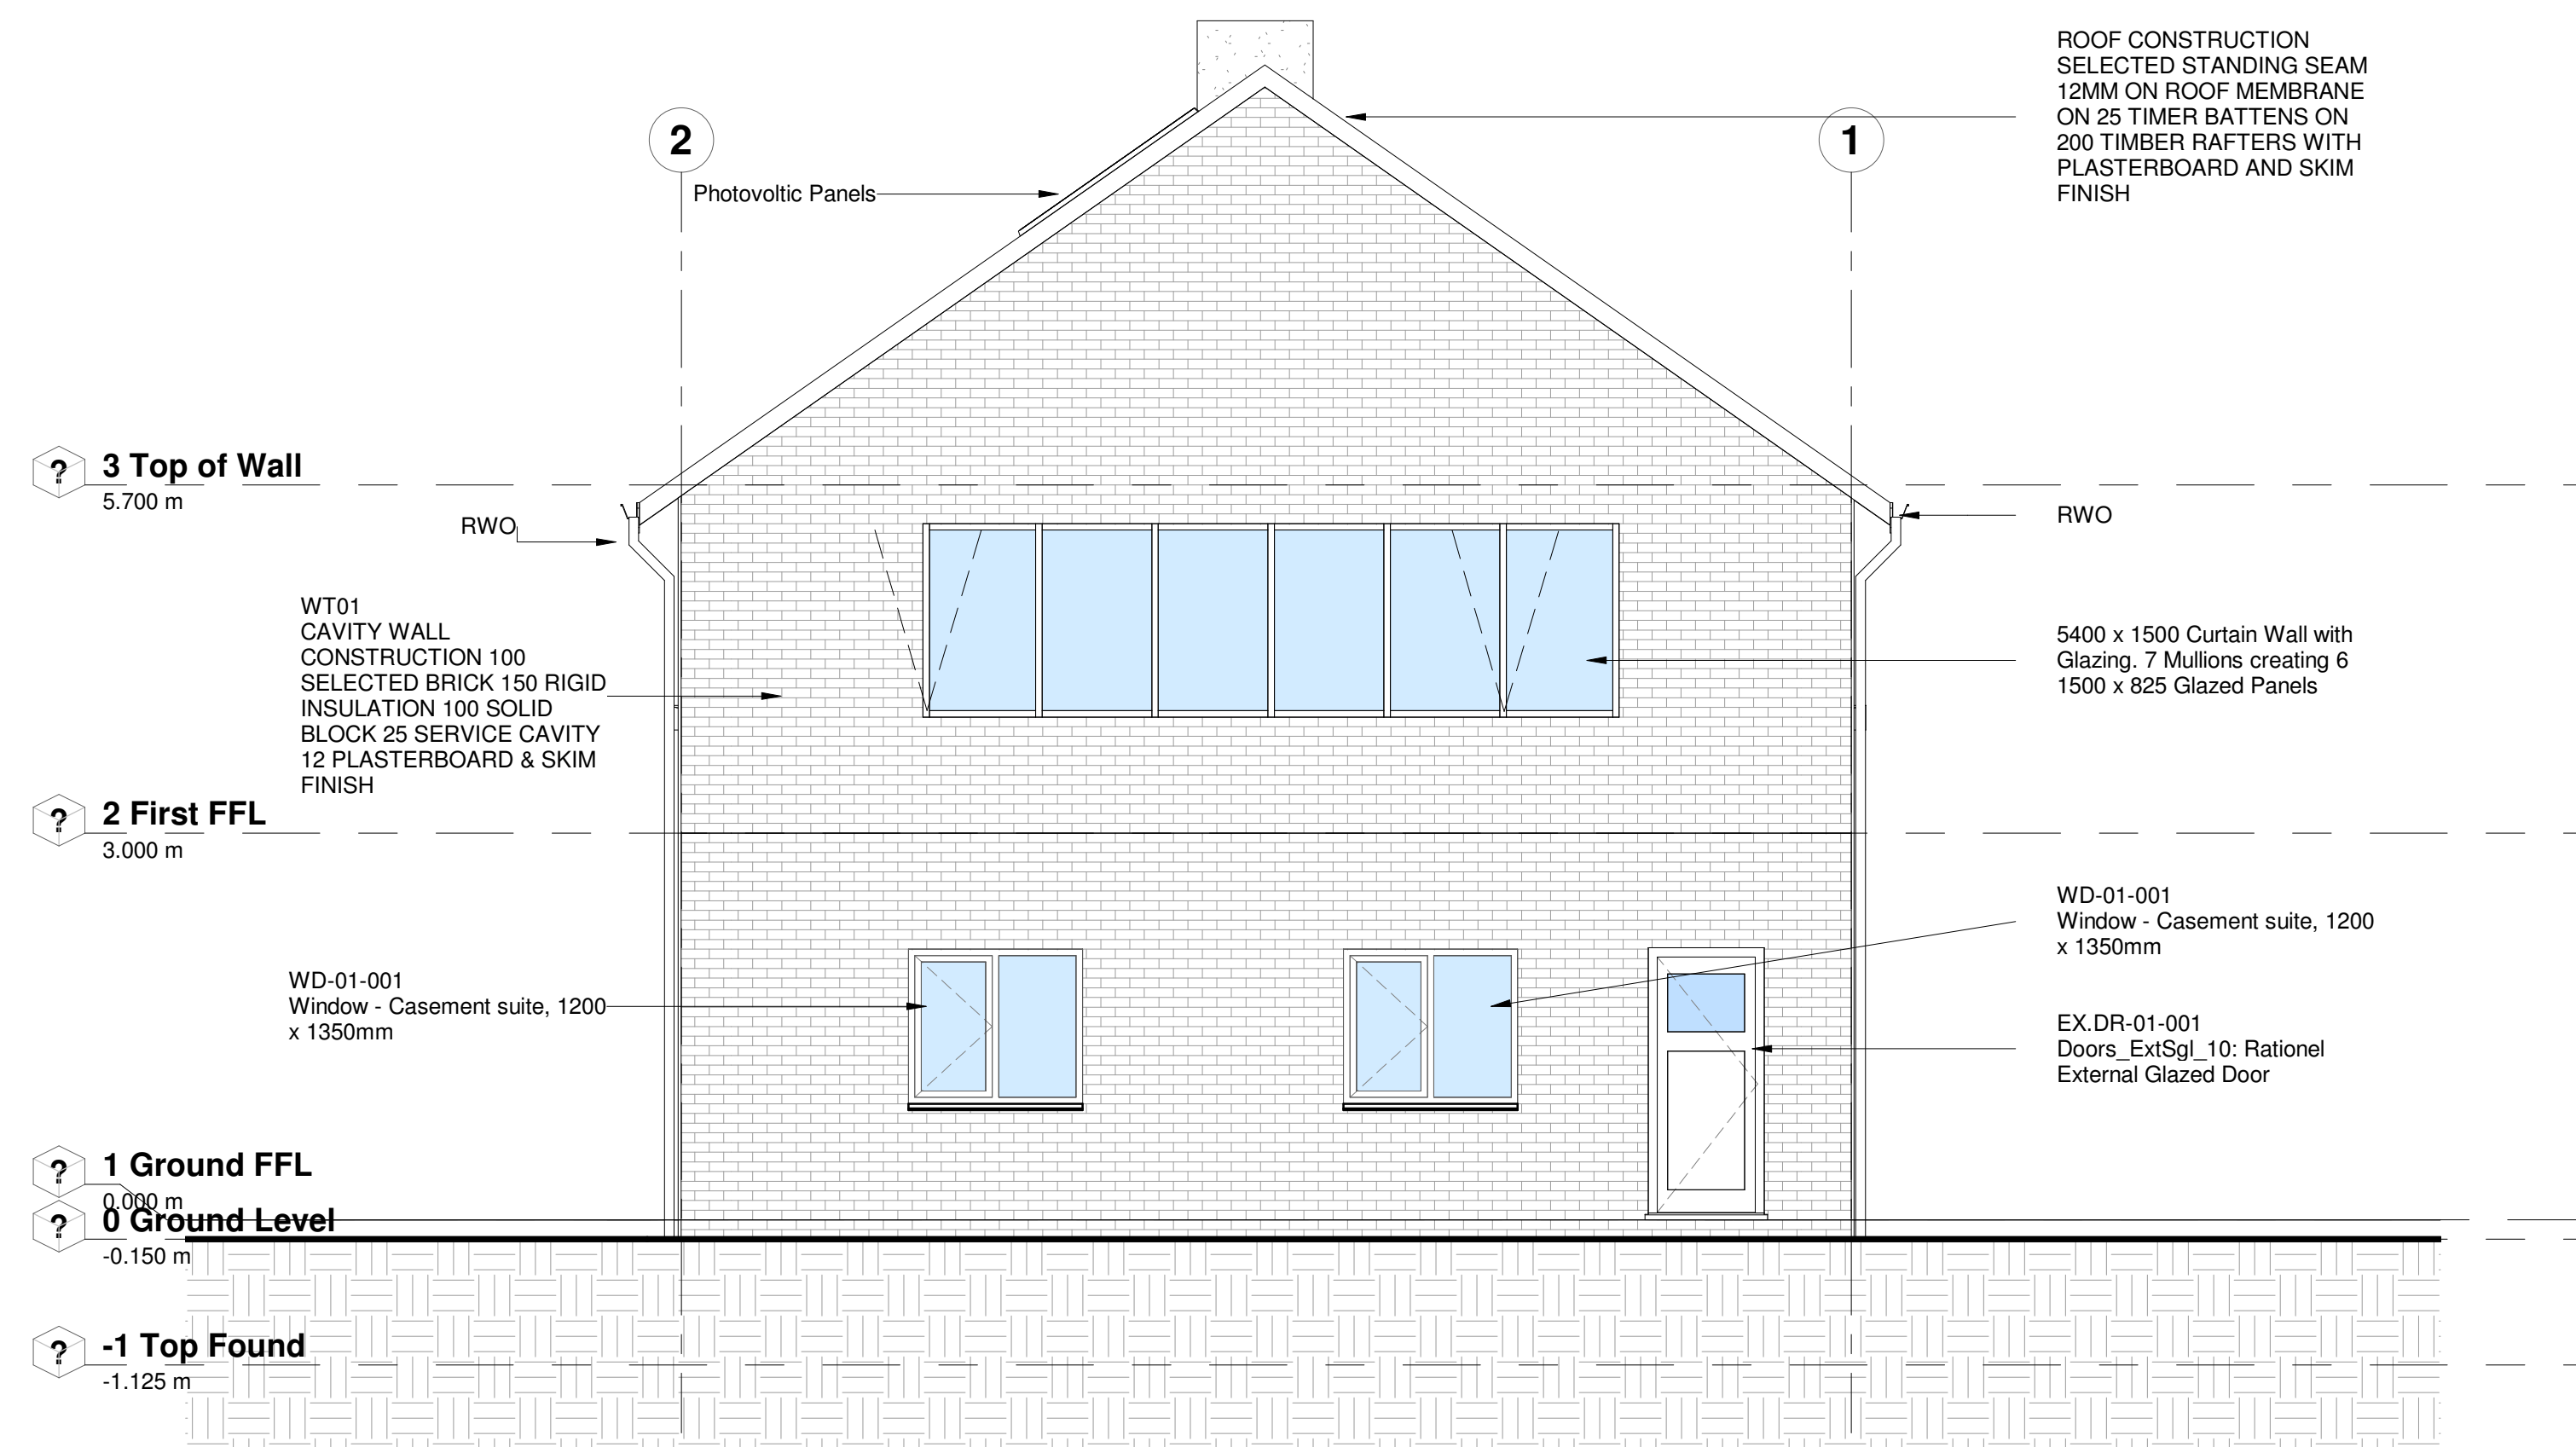 ROOF CONSTRUCTION
SELECTED STANDING SEAM
12MM ON ROOF MEMBRANE
ON 25 TIMER BATTENS ON
200 TIMBER RAFTERS WITH
PLASTERBOARD AND SKIM
FINISH
2
1
Photovoltic Panels
? 3 Top of Wall
5.700 m
RWO
RWO
WT01
CAVITY WALL
CONSTRUCTION 100
SELECTED BRICK 150 RIGID
INSULATION 100 SOLID
BLOCK 25 SERVICE CAVITY
12 PLASTERBOARD & SKIM
FINISH
5400 x 1500 Curtain Wall with
Glazing. 7 Mullions creating 6
1500 x 825 Glazed Panels
? 2 First FFL
3.000 m
WD-01-001
Window - Casement suite, 1200
x 1350mm
WD-01-001
Window - Casement suite, 1200
x 1350mm
EX.DR-01-001
Doors_ExtSgl_10: Rationel
External Glazed Door
? 1 Ground FFL
0.000 m
? 0 Ground Level
-0.150 m
? -1 Top Found
-1.125 m